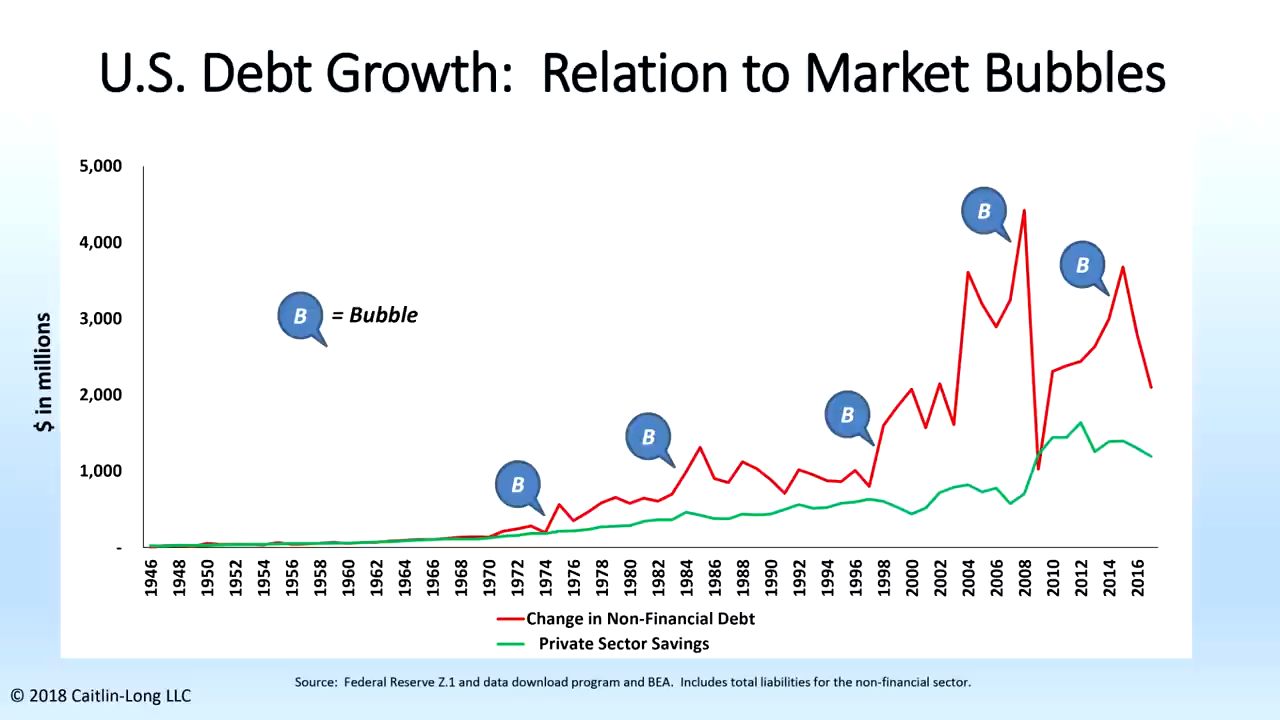 U.S. Debt Growth:  Relation to Market Bubbles
5,000
4,000
3,000
2,000
1,000
-
$ in millions
B = Bubble
B
B
B
B
B
1946 1948 1950 1952 1954 1956 1958 1960 1962 1964 1966 1968 1970 1972 1974 1976 1978 1980 1982 1984 1986 1988 1990 1992 1994 1996 1998 2000 2002 2004 2006 2008 2010 2012 2014 2016
Change in Non-Financial Debt
Private Sector Savings
Source:  Federal Reserve Z.1 and data download program and BEA.  Includes total liabilities for the non-financial sector.
© 2018 Caitlin-Long LLC